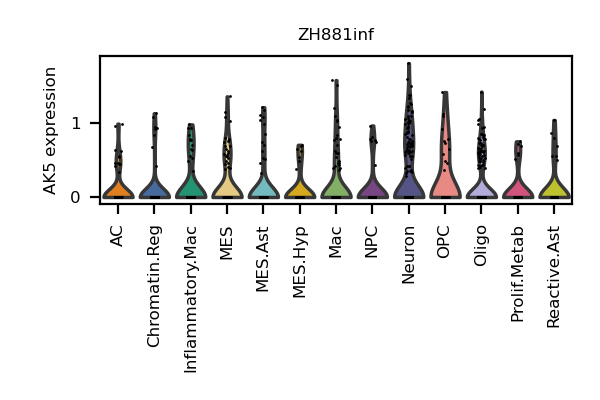 ZH881inf
AK5 expression
1
0
AC
Chromatin.Reg
Inflammatory.Mac
MES
MES.Ast
MES.Hyp
Mac
NPC
Neuron
OPC
Oligo
Prolif.Metab
Reactive.Ast